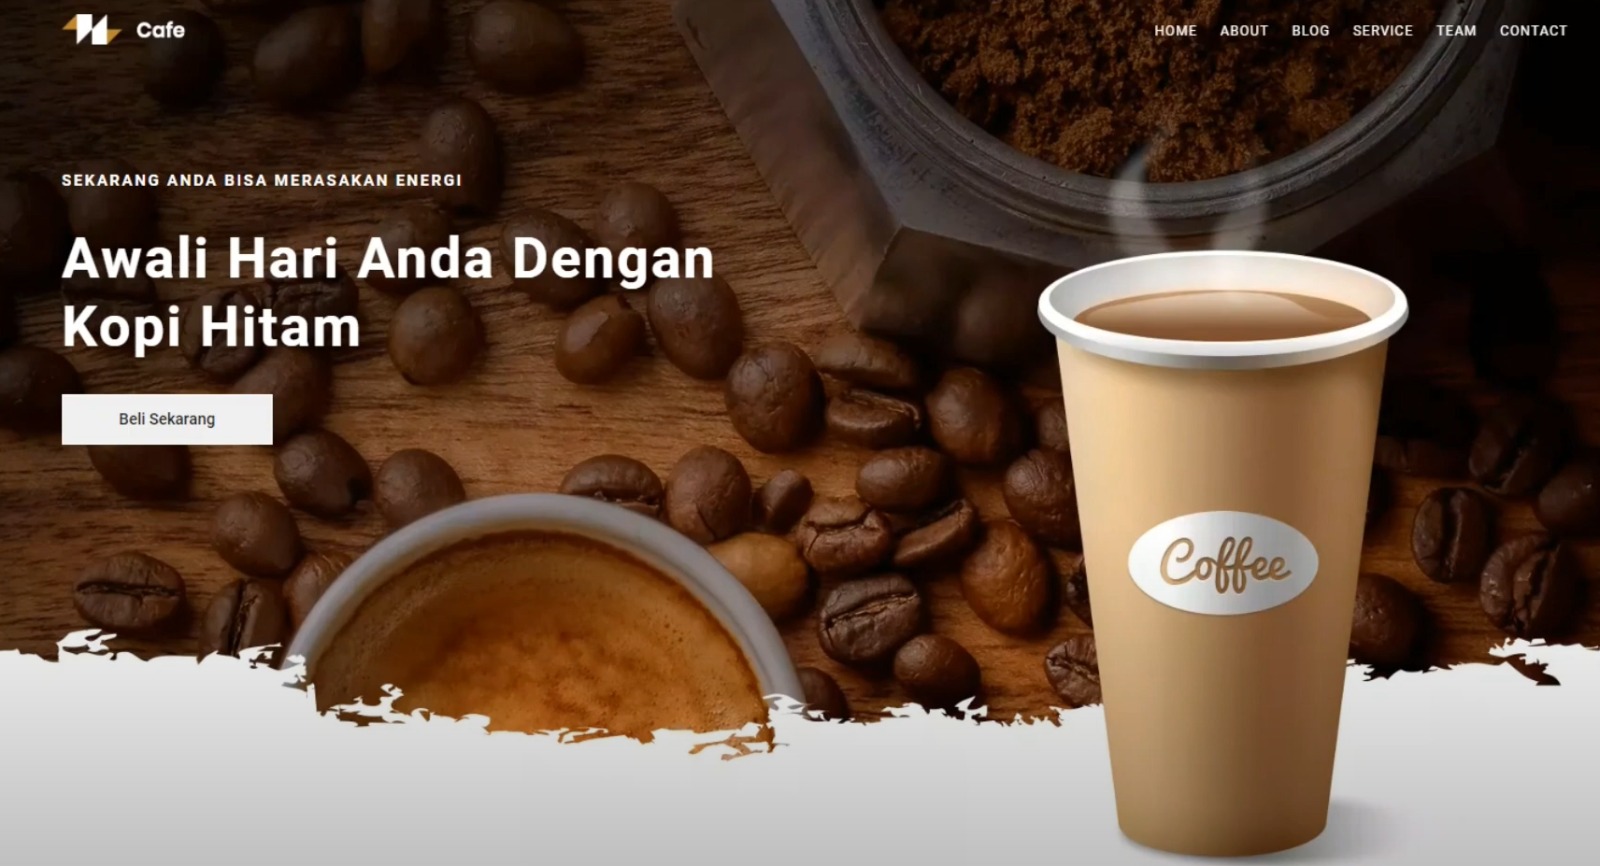 Cafe
HOME ABOUT BLOG SERVICE TEAM CONTACT
SEKARANG ANDA BISA MERASAKAN ENERGI
Awali Hari Anda Dengan
Kopi Hitam
Beli Sekarang
Coffee